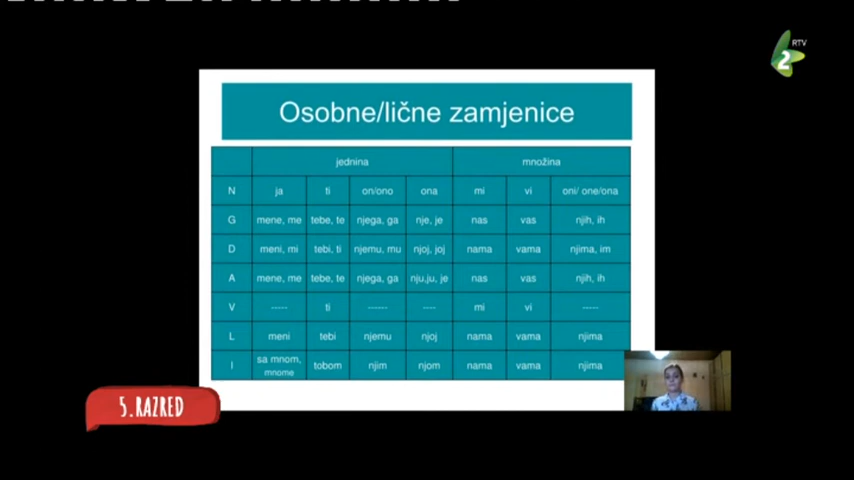 RTV
2
Osobne/lične zamjenice
jednina množina
N ja ti on/ono ona mi vi oni/ one/ona
G mene, me tebe, te njega, ga nje, je nas vas njih, ih
D meni, mi tebi, ti njemu, mu njoj, joj nama vama njima, im
A mene, me tebe, te njega, ga nju,ju, je nas vas njih, ih
V ----- ti ------ ---- mi vi -----
L meni tebi njemu njoj nama vama njima
I sa mnom, mnome tobom njim njom nama vama njima
5.RAZRED